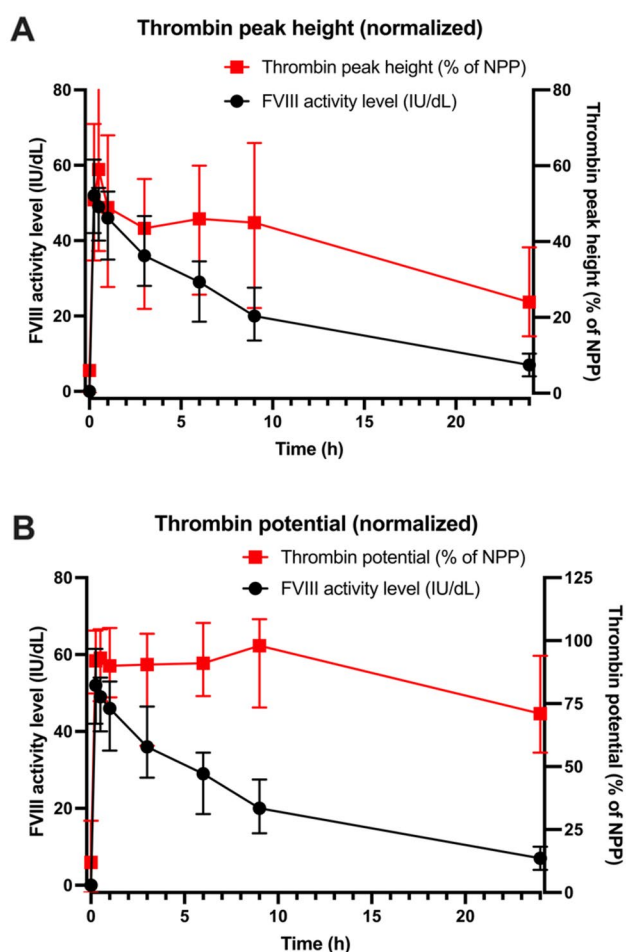 A
Thrombin peak height (normalized)
Thrombin peak height (% of NPP)
FVIII activity level (IU/dL)
FVIII activity level (IU/dL)
80
60
40
20
0
80
60
40
20
0
Thrombin peak height
(% of NPP)
0
5
10
15
20
Time (h)
B
Thrombin potential (normalized)
Thrombin potential (% of NPP)
FVIII activity level (IU/dL)
FVIII activity level (IU/dL)
80
60
40
20
0
125
100
75
50
25
0
Thrombin potential
(% of NPP)
0
5
10
15
20
Time (h)